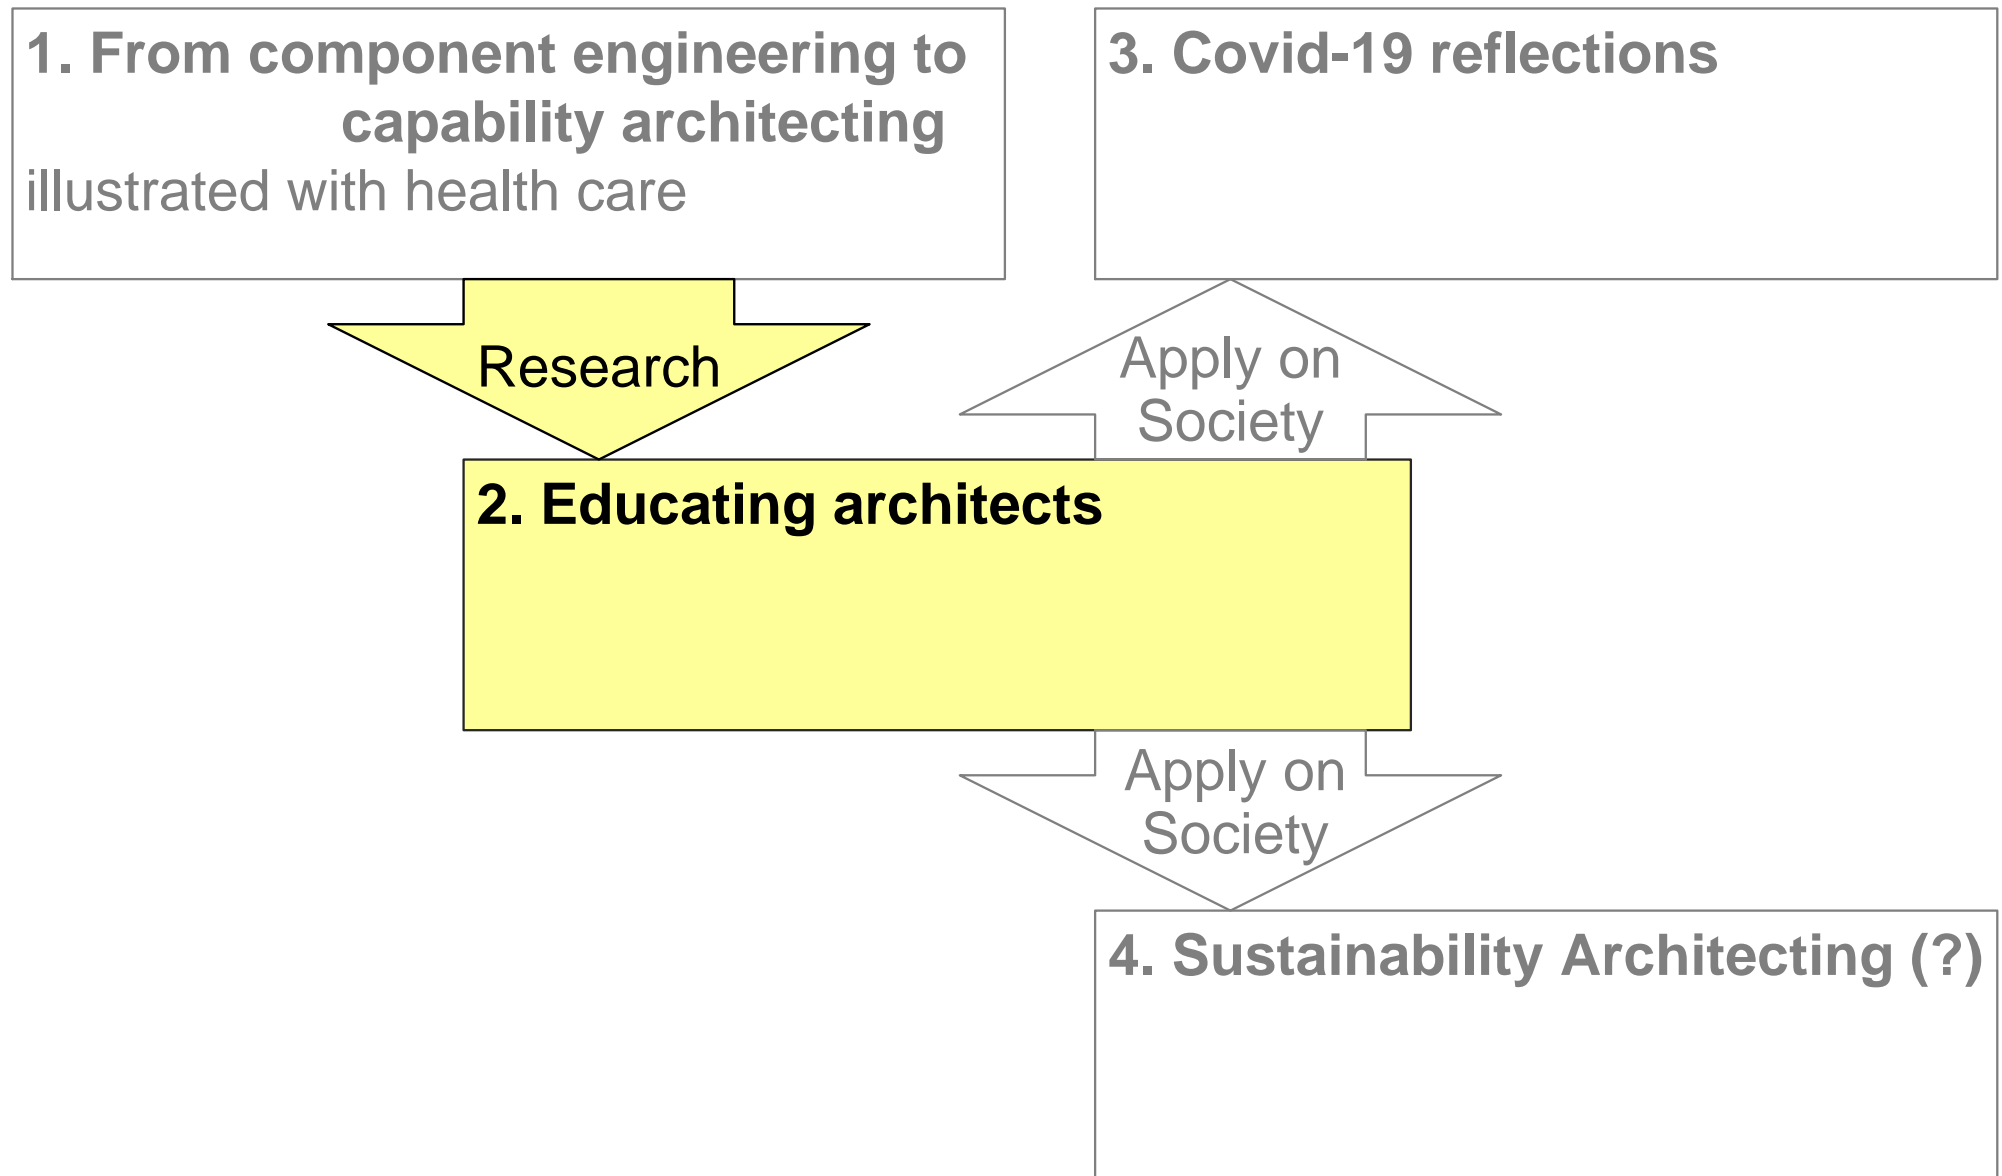 1. From component engineering to
capability architecting
illustrated with health care
Research
2. Educating architects
3. Covid-19 reflections
Apply on
Society
Apply on
Society
4. Sustainability Architecting (?)